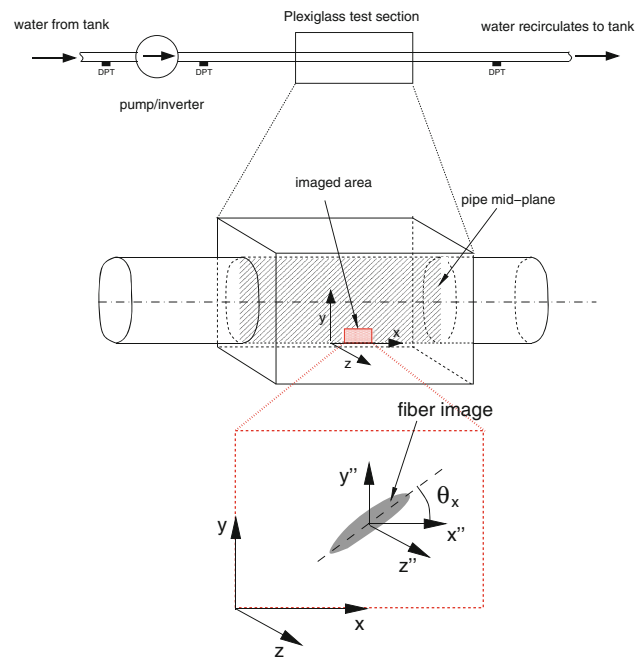 Plexiglass test section
water from tank
water recirculates to tank
DPT
DPT
DPT
pump/inverter
imaged area
pipe mid−plane
y
x
z
fiber image
y''
θx
x''
z''
y
x
z